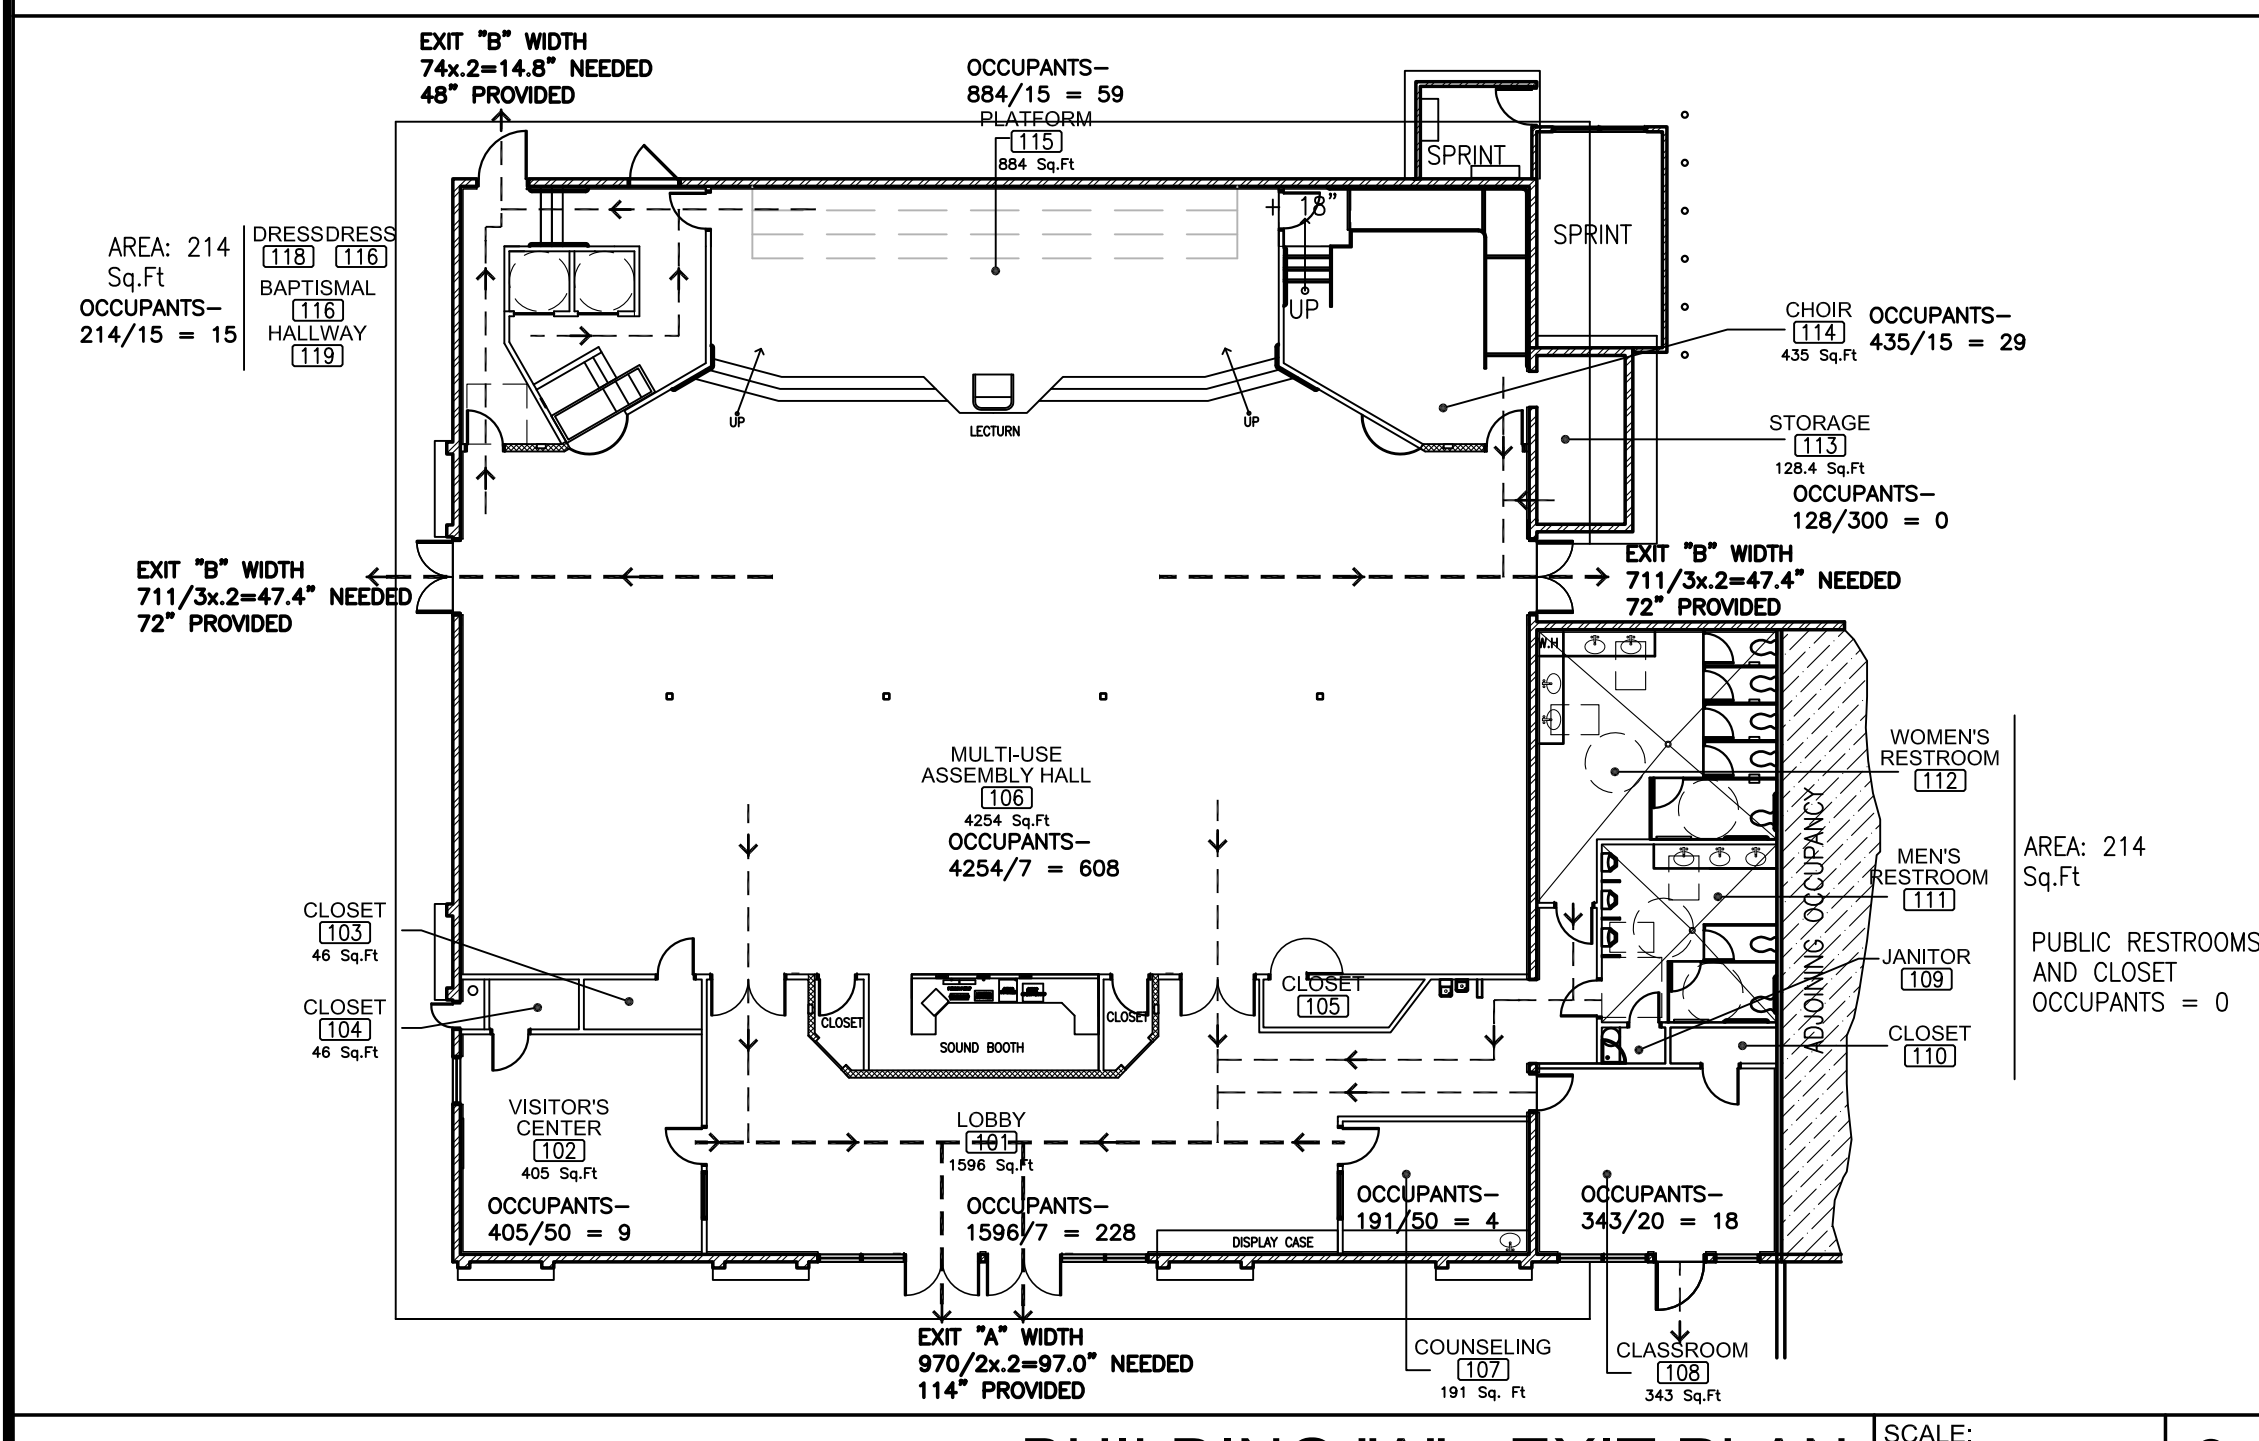 EXIT "B" WIDTH
74x.2=14.8" NEEDED
48" PROVIDED
OCCUPANTS–
884/15 = 59
PLATFORM
115
884 Sq.Ft
SPRINT
SPRINT
+ 18"
UP
AREA: 214
Sq.Ft
OCCUPANTS–
214/15 = 15
DRESS DRESS
118 116
BAPTISMAL
116
HALLWAY
119
CHOIR
114
435 Sq.Ft
OCCUPANTS–
435/15 = 29
UP
UP
LECTURN
STORAGE
113
128.4 Sq.Ft
OCCUPANTS–
128/300 = 0
EXIT "B" WIDTH
711/3x.2=47.4" NEEDED
72" PROVIDED
EXIT "B" WIDTH
711/3x.2=47.4" NEEDED
72" PROVIDED
W.H
MULTI-USE
ASSEMBLY HALL
106
4254 Sq.Ft
OCCUPANTS–
4254/7 = 608
WOMEN'S
RESTROOM
112
MEN'S
RESTROOM
111
JANITOR
109
CLOSET
110
ADJOINING OCCUPANCY
AREA: 214
Sq.Ft
PUBLIC RESTROOMS
AND CLOSET
OCCUPANTS = 0
CLOSET
103
46 Sq.Ft
CLOSET
104
46 Sq.Ft
CLOSET
SOUND BOOTH
CLOSET
CLOSET
105
VISITOR'S
CENTER
102
405 Sq.Ft
OCCUPANTS–
405/50 = 9
LOBBY
101
1596 Sq.Ft
OCCUPANTS–
1596/7 = 228
OCCUPANTS–
191/50 = 4
OCCUPANTS–
343/20 = 18
DISPLAY CASE
EXIT "A" WIDTH
970/2x.2=97.0" NEEDED
114" PROVIDED
COUNSELING
107
191 Sq. Ft
CLASSROOM
108
343 Sq.Ft
BUILDING "W" – EXIT PLAN
SCALE: